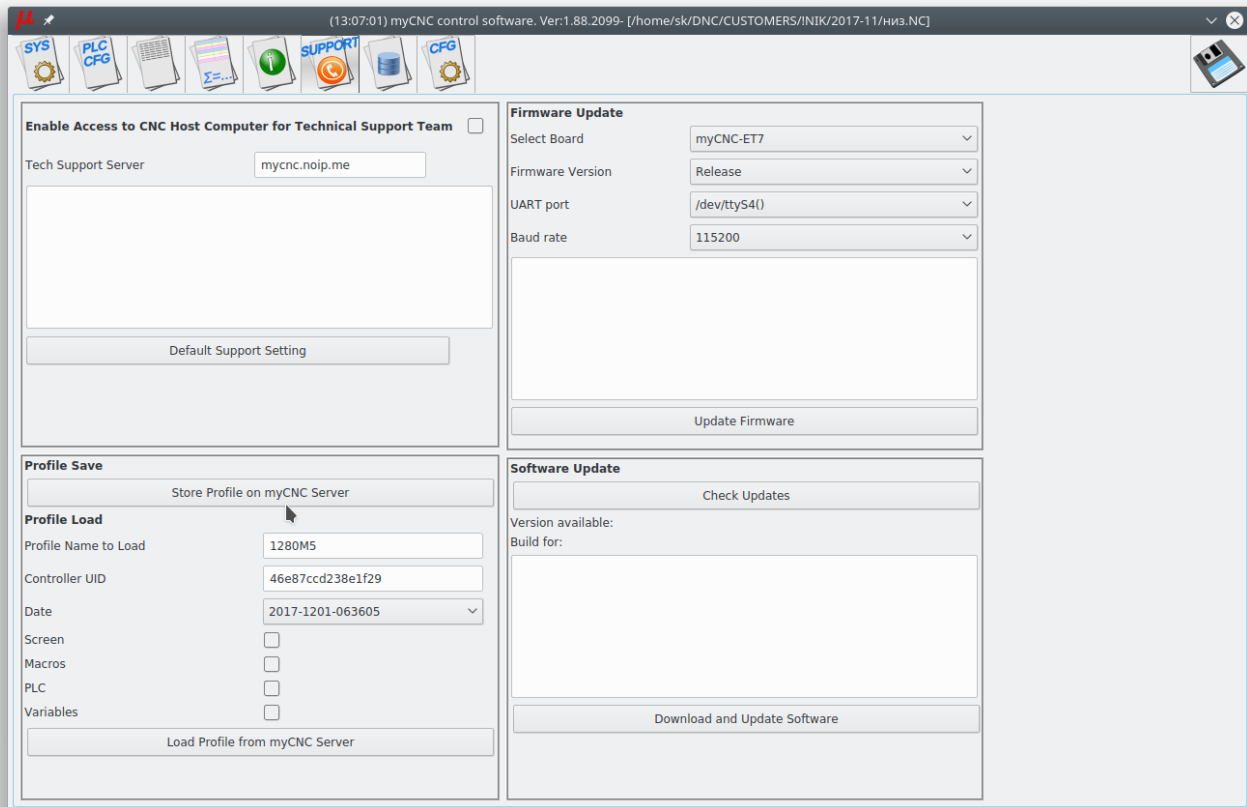 μ
(13:07:01) myCNC control software. Ver:1.88.2099- [/home/sk/DNC/CUSTOMERS/!NIK/2017-11/низ.NC]
SYS
PLC CFG
Σ=...
i
SUPPORT
CFG
Enable Access to CNC Host Computer for Technical Support Team
Tech Support Server
mycnc.noip.me
Default Support Setting
Profile Save
Store Profile on myCNC Server
Profile Load
Profile Name to Load
1280M5
Controller UID
46e87ccd238e1f29
Date
2017-1201-063605
Screen
Macros
PLC
Variables
Load Profile from myCNC Server
Firmware Update
Select Board
myCNC-ET7
Firmware Version
Release
UART port
/dev/ttyS4()
Baud rate
115200
Update Firmware
Software Update
Check Updates
Version available:
Build for:
Download and Update Software